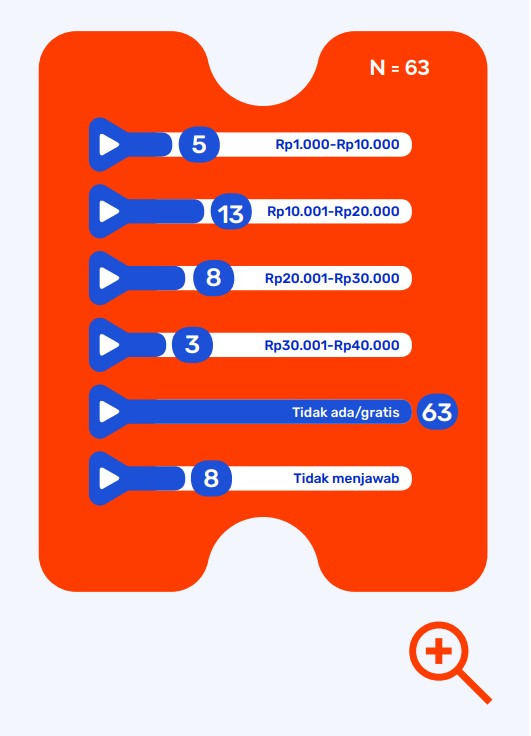 N = 63
5 Rp1.000-Rp10.000
13 Rp10.001-Rp20.000
8 Rp20.001-Rp30.000
3 Rp30.001-Rp40.000
Tidak ada/gratis 63
8 Tidak menjawab